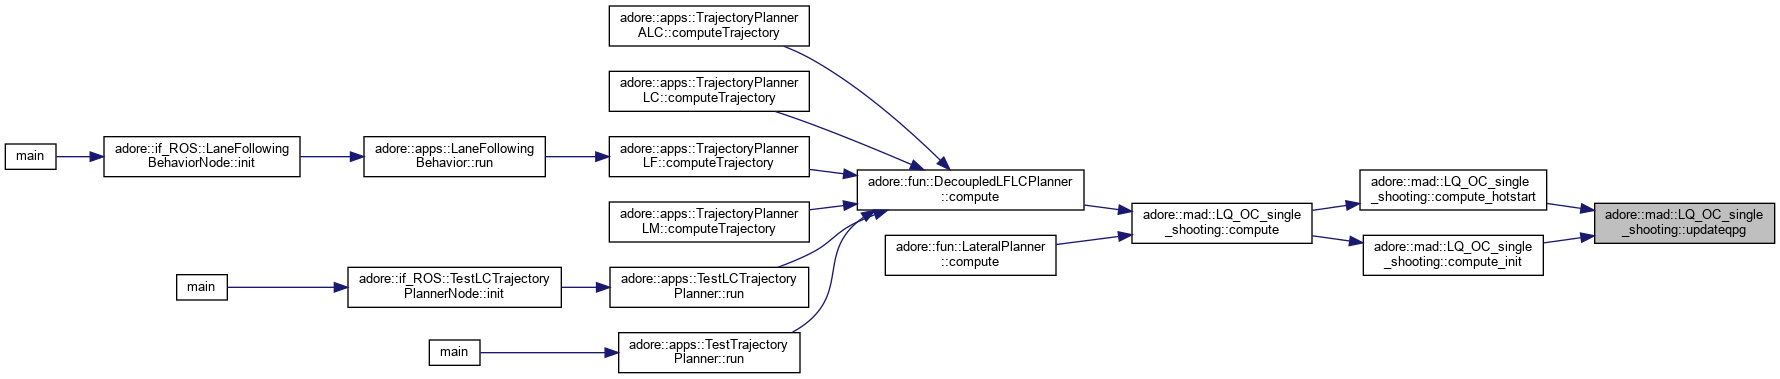 adore::apps::TrajectoryPlanner
ALC::computeTrajectory
adore::apps::TrajectoryPlanner
LC::computeTrajectory
main
adore::if_ROS::LaneFollowing
BehaviorNode::init
adore::apps::LaneFollowing
Behavior::run
adore::apps::TrajectoryPlanner
LF::computeTrajectory
adore::apps::TrajectoryPlanner
LM::computeTrajectory
adore::fun::DecoupledLFLCPlanner
::compute
adore::fun::LateralPlanner
::compute
adore::mad::LQ_OC_single
_shooting::compute
adore::mad::LQ_OC_single
_shooting::compute_hotstart
adore::mad::LQ_OC_single
_shooting::compute_init
adore::mad::LQ_OC_single
_shooting::updateqpg
main
adore::if_ROS::TestLCTrajectory
PlannerNode::init
adore::apps::TestLCTrajectory
Planner::run
main
adore::apps::TestTrajectory
Planner::run